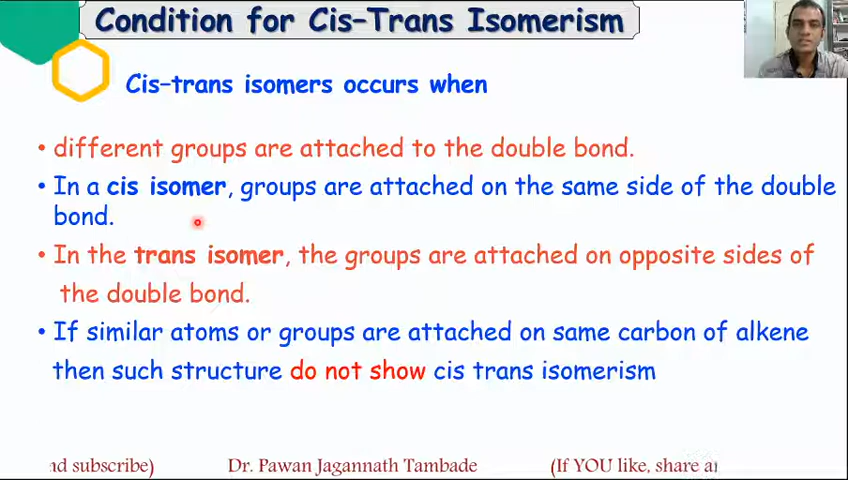 Condition for Cis–Trans Isomerism
Cis–trans isomers occurs when
• different groups are attached to the double bond.
• In a cis isomer, groups are attached on the same side of the double
bond.
• In the trans isomer, the groups are attached on opposite sides of
the double bond.
• If similar atoms or groups are attached on same carbon of alkene
then such structure do not show cis trans isomerism
nd subscribe) Dr. Pawan Jagannath Tambade (If YOU like, share a